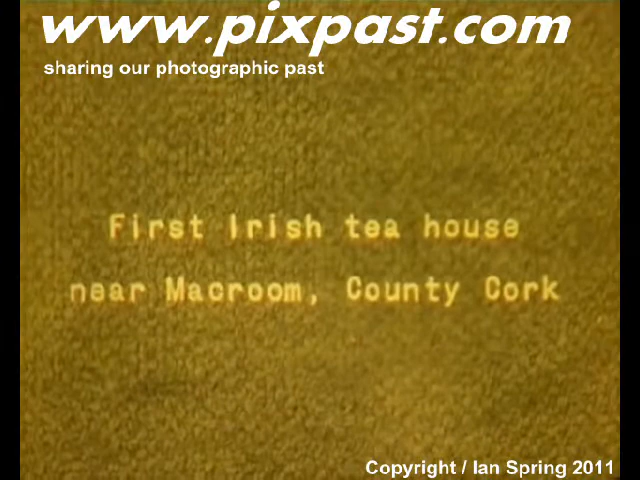 www.pixpast.com
sharing our photographic past
First Irish tea house
near Macroom, County Cork
Copyright / Ian Spring 2011